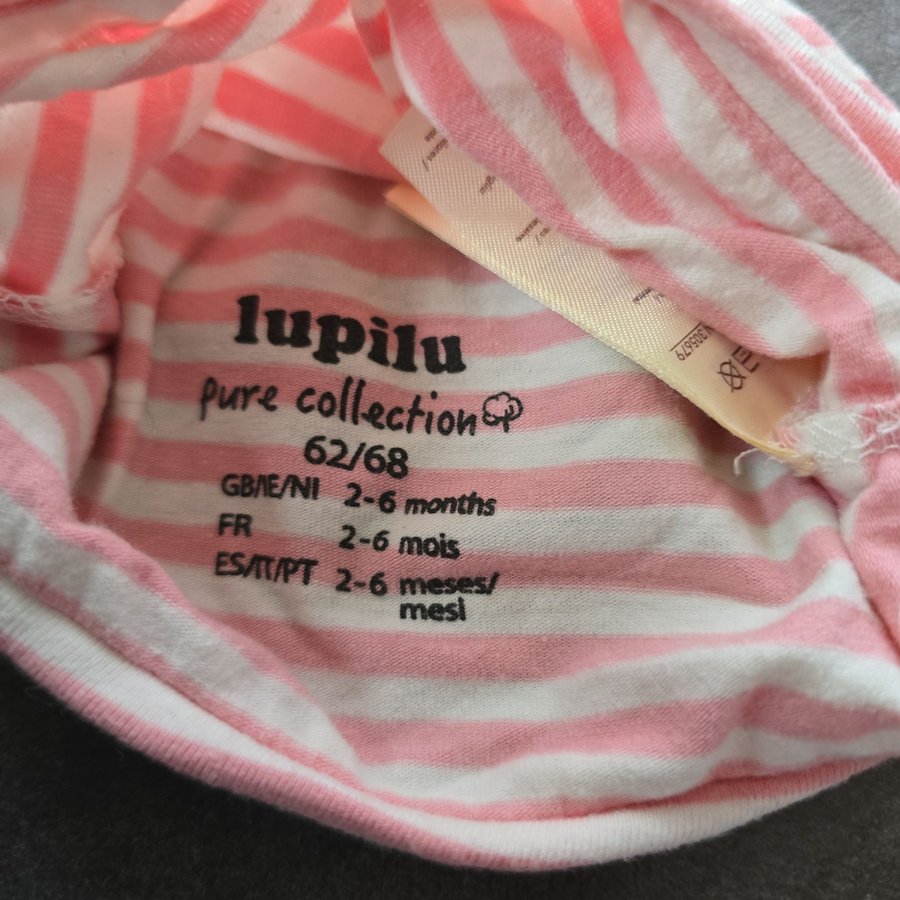 lupilu
pure collection
62/68
GB/IE/NI 2-6 months
FR 2-6 mois
ES/IT/PT 2-6 meses/
mesi
305679